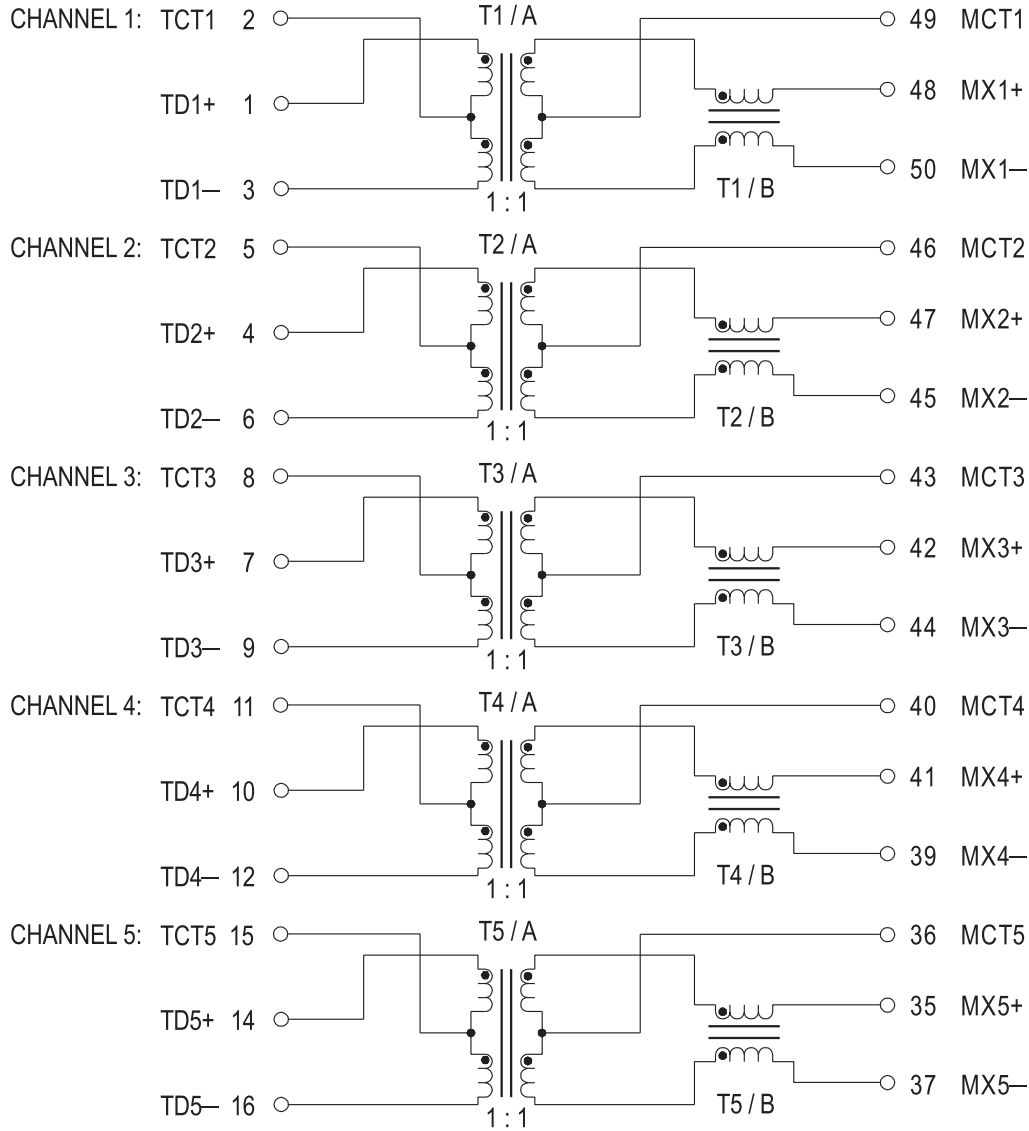 CHANNEL 1: TCT1 2 T1 / A 49 MCT1
TD1+ 1 48 MX1+
TD1— 3 1 : 1 T1 / B 50 MX1—
CHANNEL 2: TCT2 5 T2 / A 46 MCT2
TD2+ 4 47 MX2+
TD2— 6 1 : 1 T2 / B 45 MX2—
CHANNEL 3: TCT3 8 T3 / A 43 MCT3
TD3+ 7 42 MX3+
TD3— 9 1 : 1 T3 / B 44 MX3—
CHANNEL 4: TCT4 11 T4 / A 40 MCT4
TD4+ 10 41 MX4+
TD4— 12 1 : 1 T4 / B 39 MX4—
CHANNEL 5: TCT5 15 T5 / A 36 MCT5
TD5+ 14 35 MX5+
TD5— 16 1 : 1 T5 / B 37 MX5—